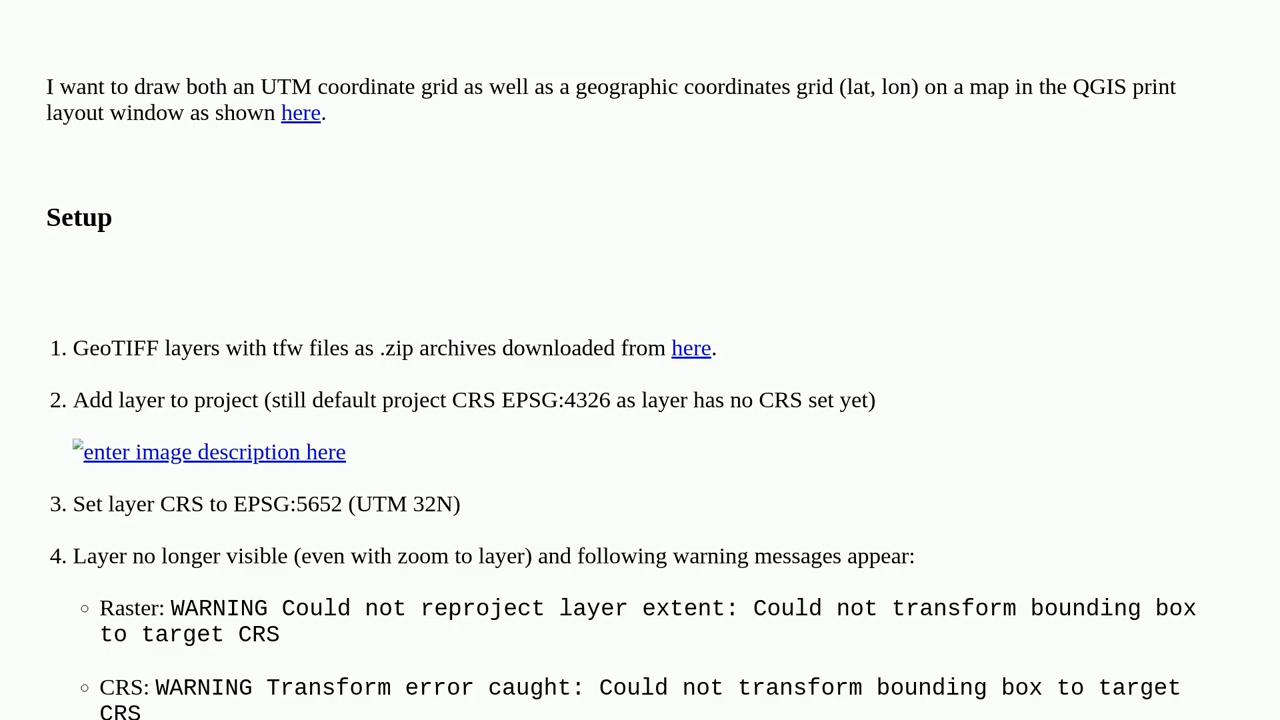 I want to draw both an UTM coordinate grid as well as a geographic coordinates grid (lat, lon) on a map in the QGIS print
layout window as shown here.
Setup
1. GeoTIFF layers with tfw files as .zip archives downloaded from here.
2. Add layer to project (still default project CRS EPSG:4326 as layer has no CRS set yet)
enter image description here
3. Set layer CRS to EPSG:5652 (UTM 32N)
4. Layer no longer visible (even with zoom to layer) and following warning messages appear:
◦ Raster: WARNING Could not reproject layer extent: Could not transform bounding box
to target CRS
◦ CRS: WARNING Transform error caught: Could not transform bounding box to target
CRS